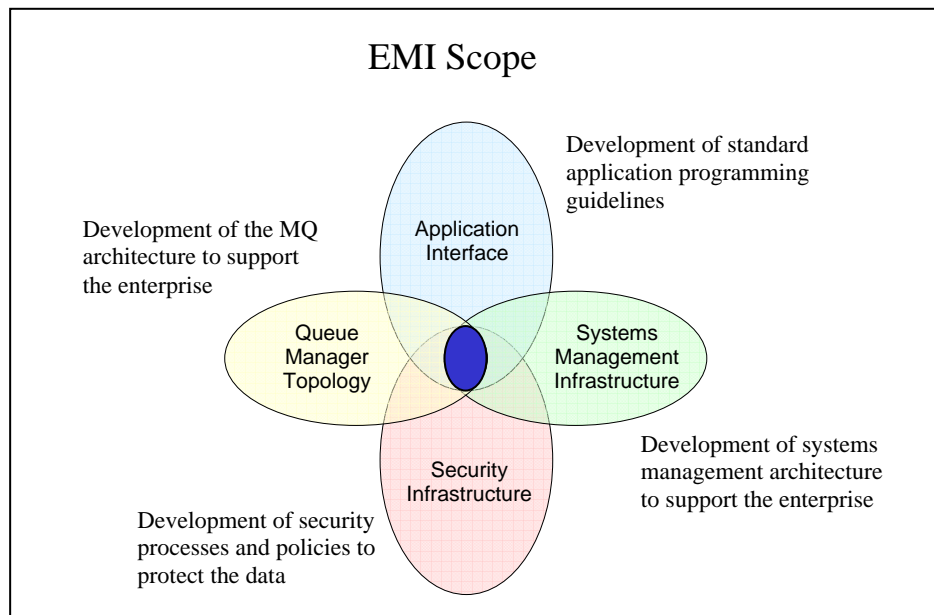 EMI Scope
Development of standard
application programming
guidelines
Application
Interface
Development of the MQ
architecture to support
the enterprise
Queue
Manager
Topology
Systems
Management
Infrastructure
Development of systems
management architecture
to support the enterprise
Security
Infrastructure
Development of security
processes and policies to
protect the data